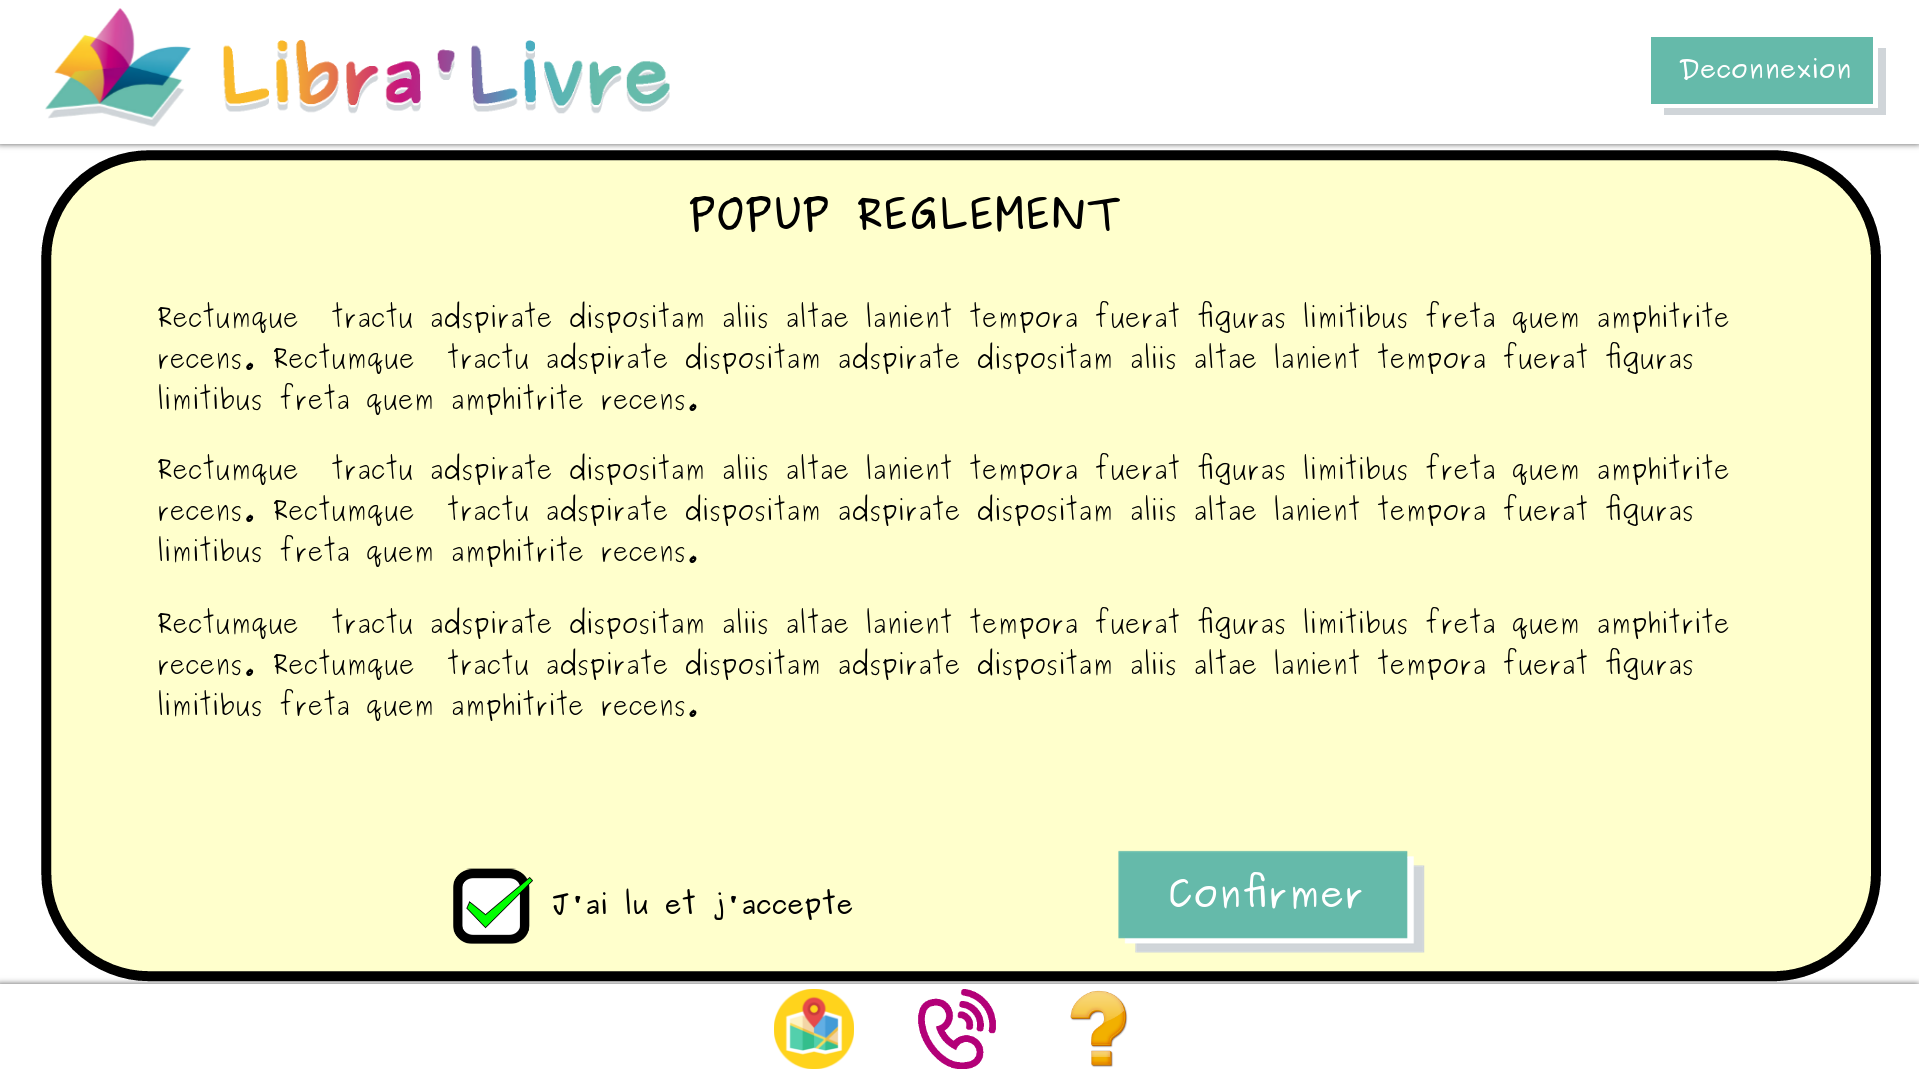 Libra'Livre
Deconnexion
POPUP REGLEMENT
Rectumque tractu adspirate dispositam aliis altae lanient tempora fuerat figuras limitibus freta quem amphitrite
recens. Rectumque tractu adspirate dispositam adspirate dispositam aliis altae lanient tempora fuerat figuras
limitibus freta quem amphitrite recens.
Rectumque tractu adspirate dispositam aliis altae lanient tempora fuerat figuras limitibus freta quem amphitrite
recens. Rectumque tractu adspirate dispositam adspirate dispositam aliis altae lanient tempora fuerat figuras
limitibus freta quem amphitrite recens.
Rectumque tractu adspirate dispositam aliis altae lanient tempora fuerat figuras limitibus freta quem amphitrite
recens. Rectumque tractu adspirate dispositam adspirate dispositam aliis altae lanient tempora fuerat figuras
limitibus freta quem amphitrite recens.
J'ai lu et j'accepte
Confirmer